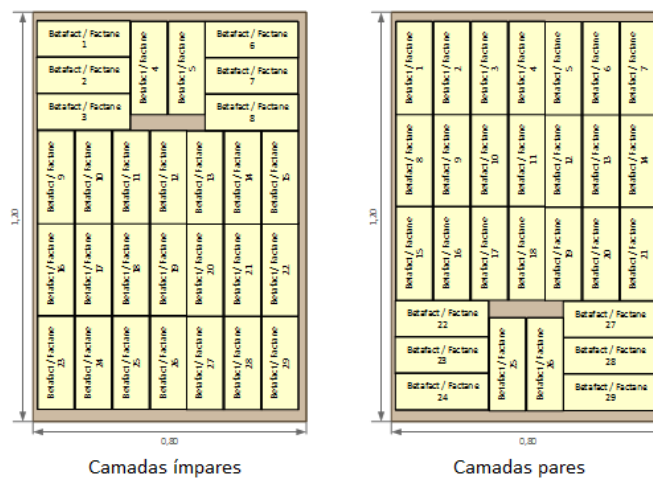 Betafact / Factane
1
Betafact / Factane
2
Betafact / Factane
3
Betafact / Factane
4
Betafact / Factane
5
Betafact / Factane
6
Betafact / Factane
7
Betafact / Factane
8
Betafact / Factane
9
Betafact / Factane
10
Betafact / Factane
11
Betafact / Factane
12
Betafact / Factane
13
Betafact / Factane
14
Betafact / Factane
15
Betafact / Factane
16
Betafact / Factane
17
Betafact / Factane
18
Betafact / Factane
19
Betafact / Factane
20
Betafact / Factane
21
Betafact / Factane
22
Betafact / Factane
23
Betafact / Factane
24
Betafact / Factane
25
Betafact / Factane
26
Betafact / Factane
27
Betafact / Factane
28
Betafact / Factane
29
1,20
0,80
Camadas ímpares
Betafact / Factane
1
Betafact / Factane
2
Betafact / Factane
3
Betafact / Factane
4
Betafact / Factane
5
Betafact / Factane
6
Betafact / Factane
7
Betafact / Factane
8
Betafact / Factane
9
Betafact / Factane
10
Betafact / Factane
11
Betafact / Factane
12
Betafact / Factane
13
Betafact / Factane
14
Betafact / Factane
15
Betafact / Factane
16
Betafact / Factane
17
Betafact / Factane
18
Betafact / Factane
19
Betafact / Factane
20
Betafact / Factane
21
Betafact / Factane
22
Betafact / Factane
23
Betafact / Factane
24
Betafact / Factane
25
Betafact / Factane
26
Betafact / Factane
27
Betafact / Factane
28
Betafact / Factane
29
1,20
0,80
Camadas pares